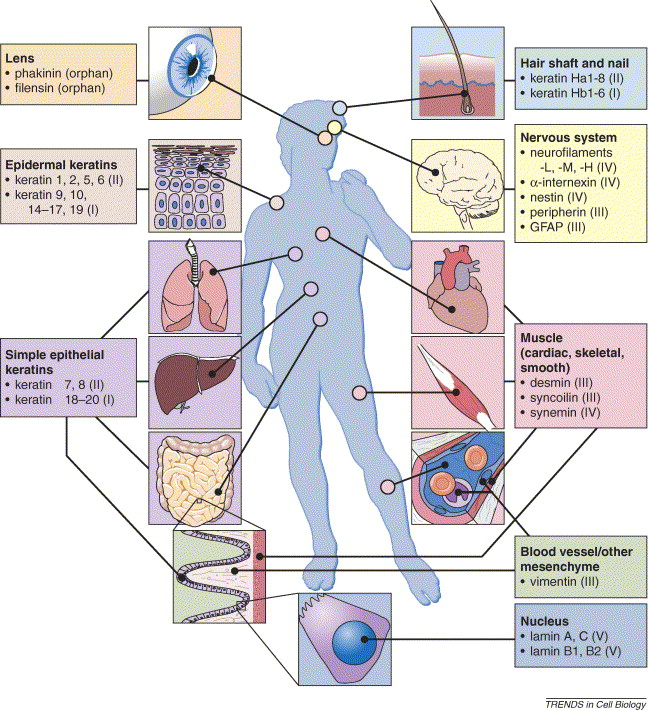 Lens
• phakinin (orphan)
• filensin (orphan)
Epidermal keratins
• keratin 1, 2, 5, 6 (II)
• keratin 9, 10,
14–17, 19 (I)
Simple epithelial
keratins
• keratin 7, 8 (II)
• keratin 18–20 (I)
Hair shaft and nail
• keratin Ha1-8 (II)
• keratin Hb1-6 (I)
Nervous system
• neurofilaments
-L, -M, -H (IV)
• α-internexin (IV)
• nestin (IV)
• peripherin (III)
• GFAP (III)
Muscle
(cardiac, skeletal,
smooth)
• desmin (III)
• syncoilin (III)
• synemin (IV)
Blood vessel/other
mesenchyme
• vimentin (III)
Nucleus
• lamin A, C (V)
• lamin B1, B2 (V)
TRENDS in Cell Biology